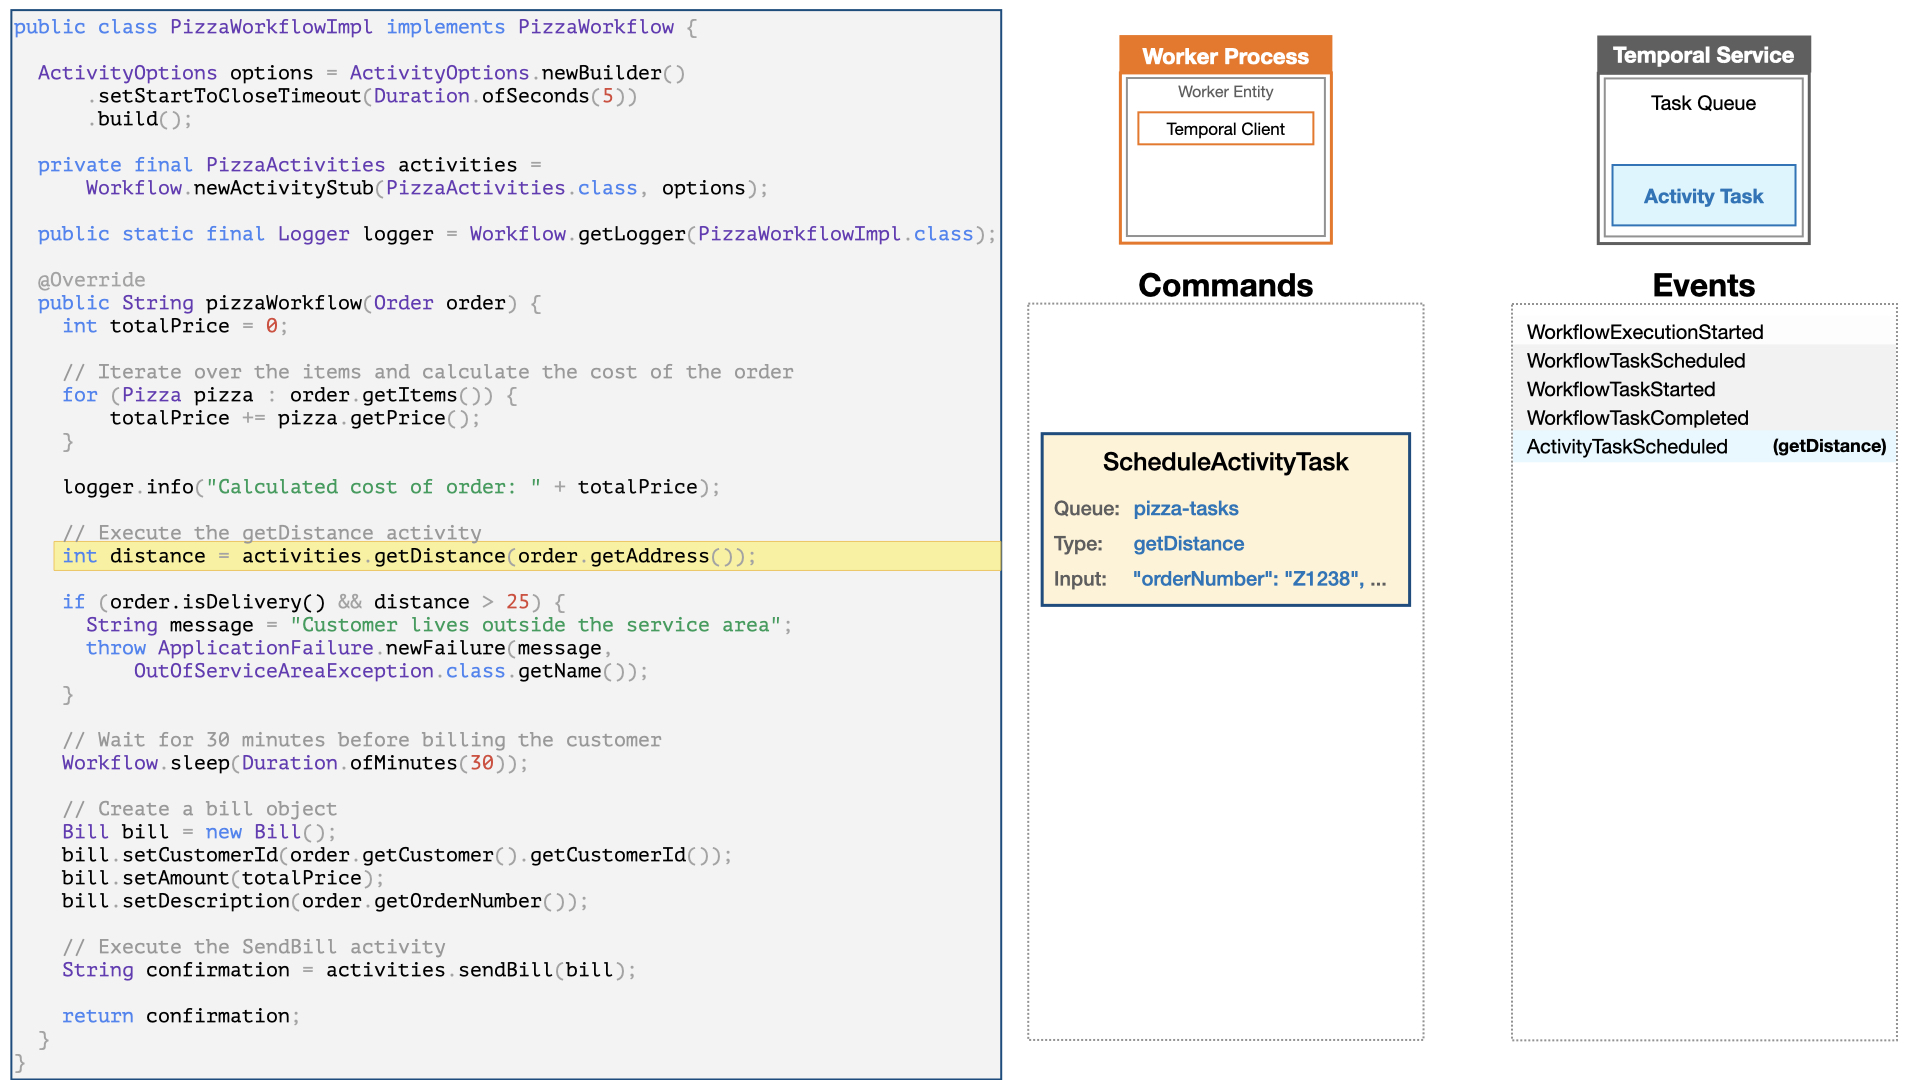 public class PizzaWorkflowImpl implements PizzaWorkflow {
ActivityOptions options = ActivityOptions.newBuilder()
.setStartToCloseTimeout(Duration.ofSeconds(5))
.build();
private final PizzaActivities activities =
Workflow.newActivityStub(PizzaActivities.class, options);
public static final Logger logger = Workflow.getLogger(PizzaWorkflowImpl.class);
@Override
public String pizzaWorkflow(Order order) {
int totalPrice = 0;
// Iterate over the items and calculate the cost of the order
for (Pizza pizza : order.getItems()) {
totalPrice += pizza.getPrice();
}
logger.info("Calculated cost of order: " + totalPrice);
// Execute the getDistance activity
int distance = activities.getDistance(order.getAddress());
if (order.isDelivery() && distance > 25) {
String message = "Customer lives outside the service area";
throw ApplicationFailure.newFailure(message,
OutOfServiceAreaException.class.getName());
}
// Wait for 30 minutes before billing the customer
Workflow.sleep(Duration.ofMinutes(30));
// Create a bill object
Bill bill = new Bill();
bill.setCustomerId(order.getCustomer().getCustomerId());
bill.setAmount(totalPrice);
bill.setDescription(order.getOrderNumber());
// Execute the SendBill activity
String confirmation = activities.sendBill(bill);
return confirmation;
}
}
Worker Process
Worker Entity
Temporal Client
Commands
ScheduleActivityTask
Queue: pizza-tasks
Type: getDistance
Input: "orderNumber": "Z1238", ...
Temporal Service
Task Queue
Activity Task
Events
WorkflowExecutionStarted
WorkflowTaskScheduled
WorkflowTaskStarted
WorkflowTaskCompleted
ActivityTaskScheduled (getDistance)